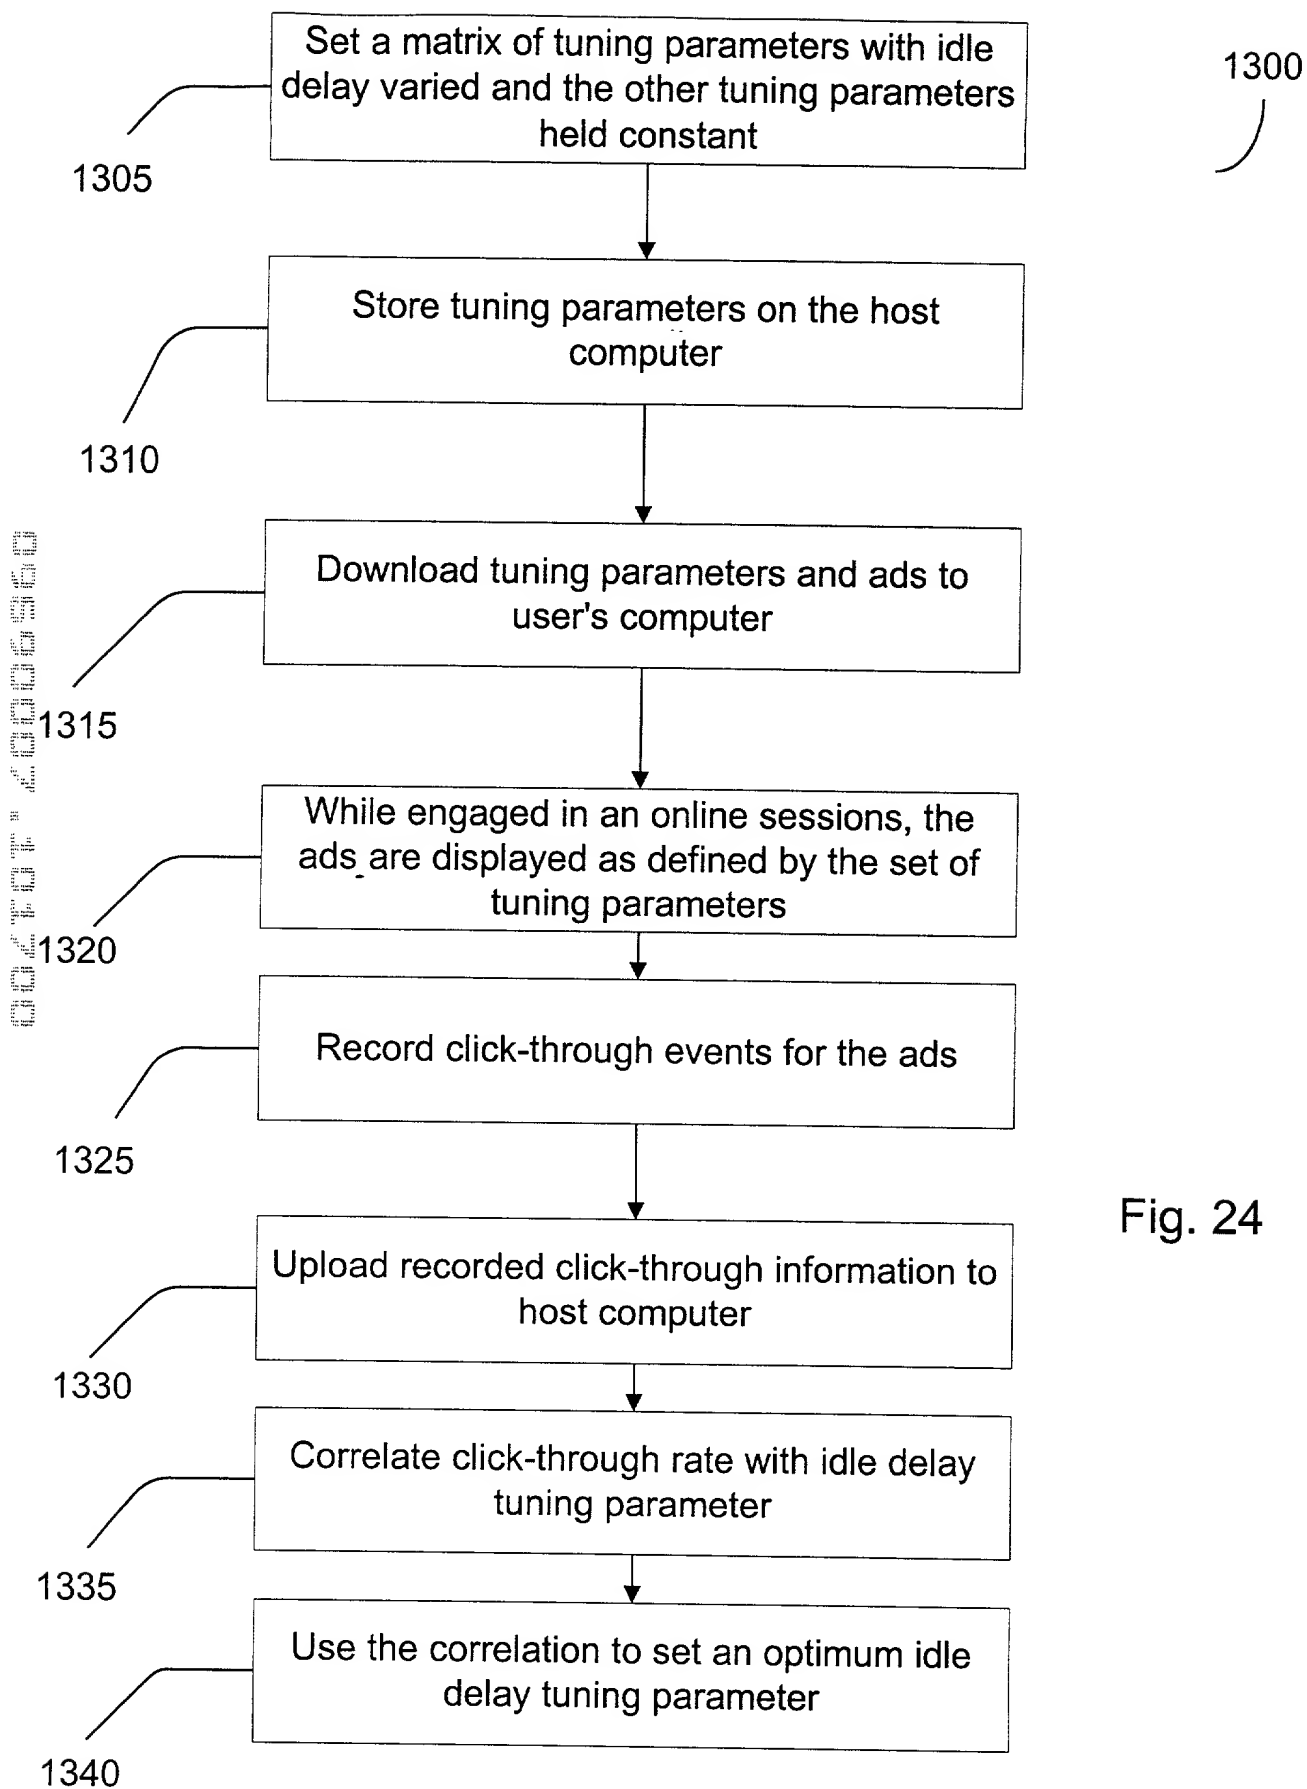 Set a matrix of tuning parameters with idle
delay varied and the other tuning parameters
held constant
1300
1305
Store tuning parameters on the host
computer
1310
Download tuning parameters and ads to
user's computer
1315
While engaged in an online sessions, the
ads are displayed as defined by the set of
tuning parameters
1320
Record click-through events for the ads
1325
Fig. 24
Upload recorded click-through information to
host computer
1330
Correlate click-through rate with idle delay
tuning parameter
1335
Use the correlation to set an optimum idle
delay tuning parameter
1340